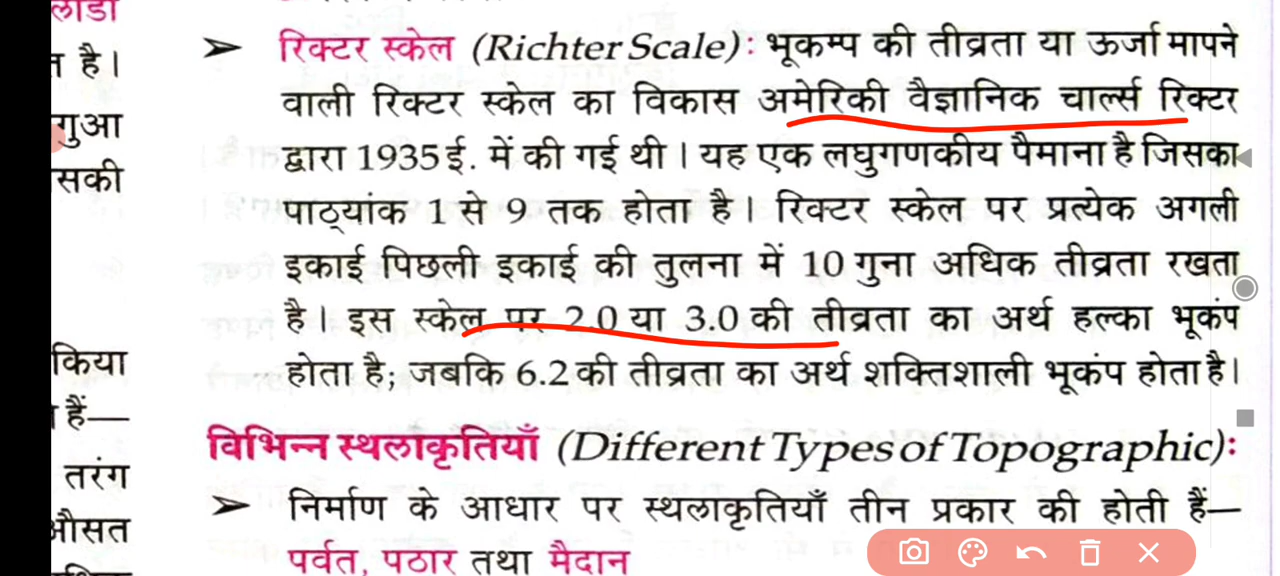 लाडा
➤ रिक्टर स्केल (Richter Scale): भूकम्प की तीव्रता या ऊर्जा मापने
त है।
वाली रिक्टर स्केल का विकास अमेरिकी वैज्ञानिक चार्ल्स रिक्टर
गुआ
द्वारा 1935 ई. में की गई थी। यह एक लघुगणकीय पैमाना है जिसका
सकी
पाठ्यांक 1 से 9 तक होता है। रिक्टर स्केल पर प्रत्येक अगली
इकाई पिछली इकाई की तुलना में 10 गुना अधिक तीव्रता रखता
है। इस स्केल पर 2.0 या 3.0 की तीव्रता का अर्थ हल्का भूकंप
किया
होता है; जबकि 6.2 की तीव्रता का अर्थ शक्तिशाली भूकंप होता है।
हैं—
विभिन्न स्थलाकृतियाँ (Different Types of Topographic):
तरंग
➤ निर्माण के आधार पर स्थलाकृतियाँ तीन प्रकार की होती हैं—
औसत
पर्वत, पठार तथा मैदान